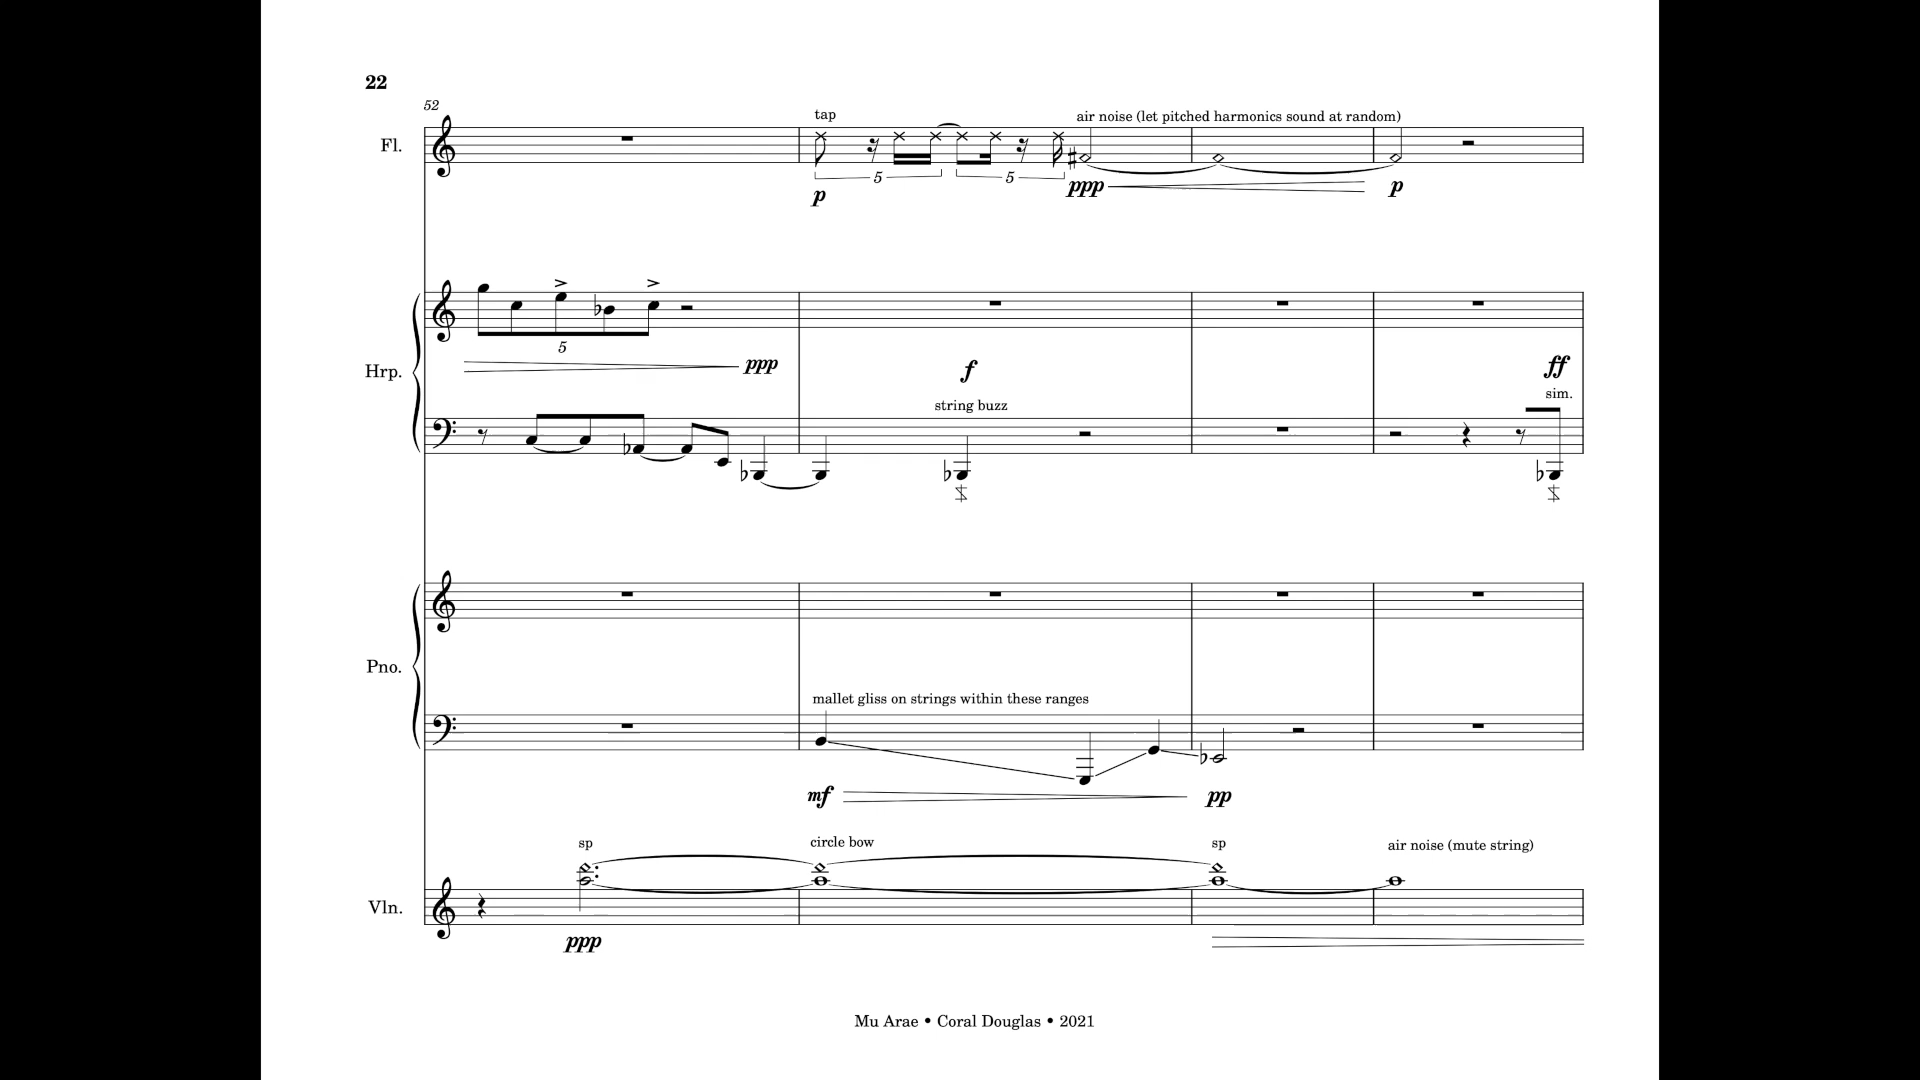 22
52
Fl.
tap
air noise (let pitched harmonics sound at random)
5
5
p
ppp
p
Hrp.
5
ppp
f
ff
string buzz
sim.
Pno.
mallet gliss on strings within these ranges
mf
pp
Vln.
sp
circle bow
sp
air noise (mute string)
ppp
Mu Arae • Coral Douglas • 2021